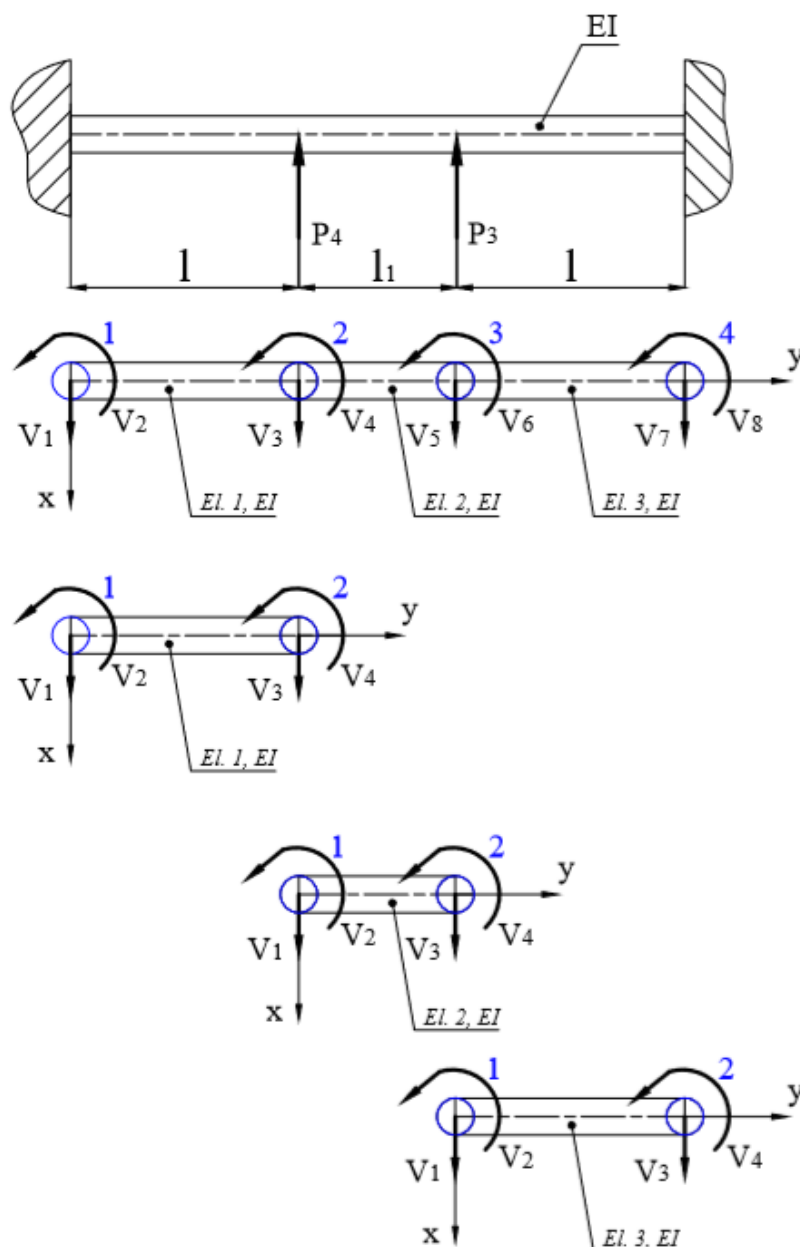 EI
P₄ P₃
l l₁ l
1 2 3 4
y
V₁ V₂ V₃ V₄ V₅ V₆ V₇ V₈
x
El. 1, EI El. 2, EI El. 3, EI
1 2
y
V₁ V₂ V₃ V₄
x
El. 1, EI
1 2
y
V₁ V₂ V₃ V₄
x
El. 2, EI
1 2
y
V₁ V₂ V₃ V₄
x
El. 3, EI